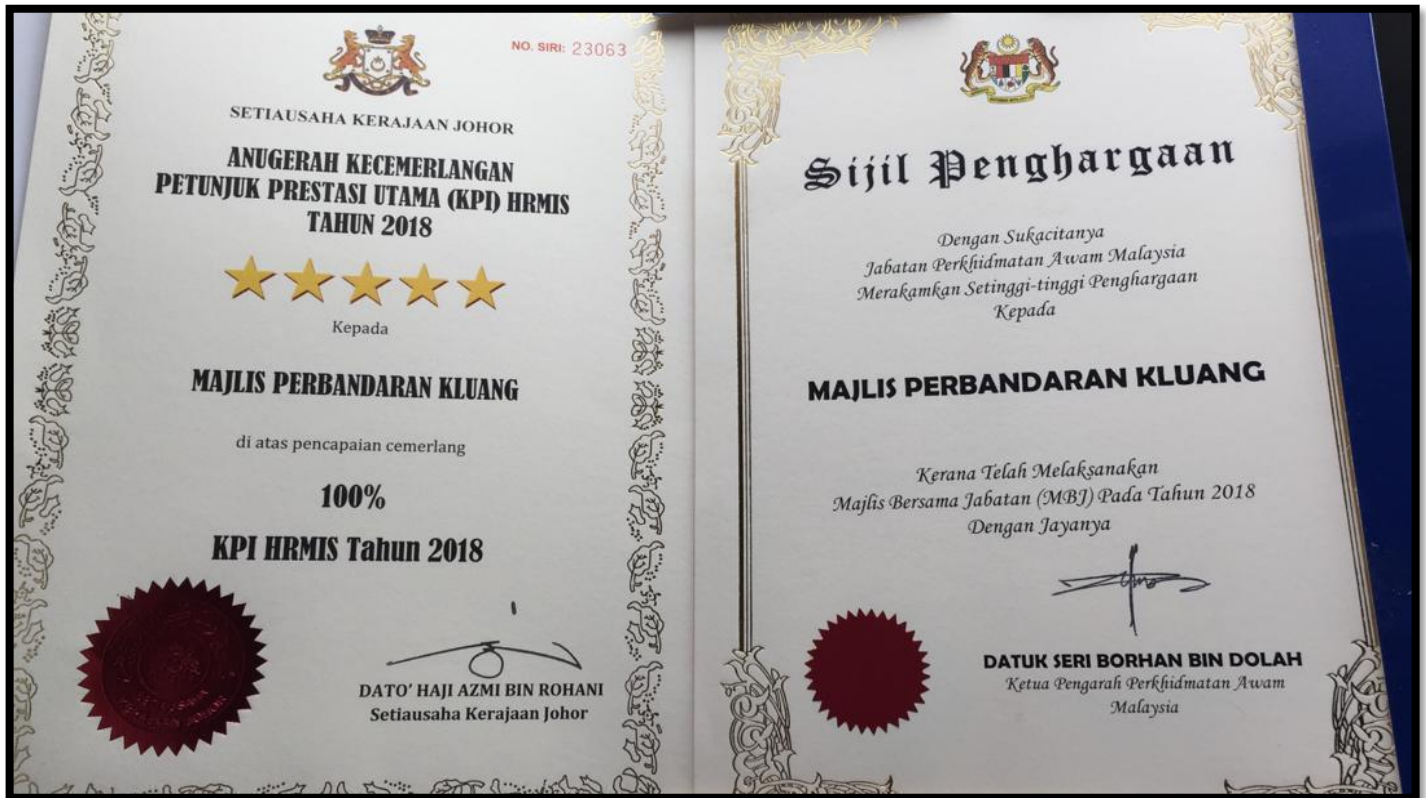 NO. SIRI: 23063
SETIAUSAHA KERAJAAN JOHOR
ANUGERAH KECEMERLANGAN
PETUNJUK PRESTASI UTAMA (KPI) HRMIS
TAHUN 2018
Kepada
MAJLIS PERBANDARAN KLUANG
di atas pencapaian cemerlang
100%
KPI HRMIS Tahun 2018
DATO' HAJI AZMI BIN ROHANI
Setiausaha Kerajaan Johor
Sijil Penghargaan
Dengan Sukacitanya
Jabatan Perkhidmatan Awam Malaysia
Merakamkan Setinggi-tinggi Penghargaan
Kepada
MAJLIS PERBANDARAN KLUANG
Kerana Telah Melaksanakan
Majlis Bersama Jabatan (MBJ) Pada Tahun 2018
Dengan Jayanya
DATUK SERI BORHAN BIN DOLAH
Ketua Pengarah Perkhidmatan Awam
Malaysia